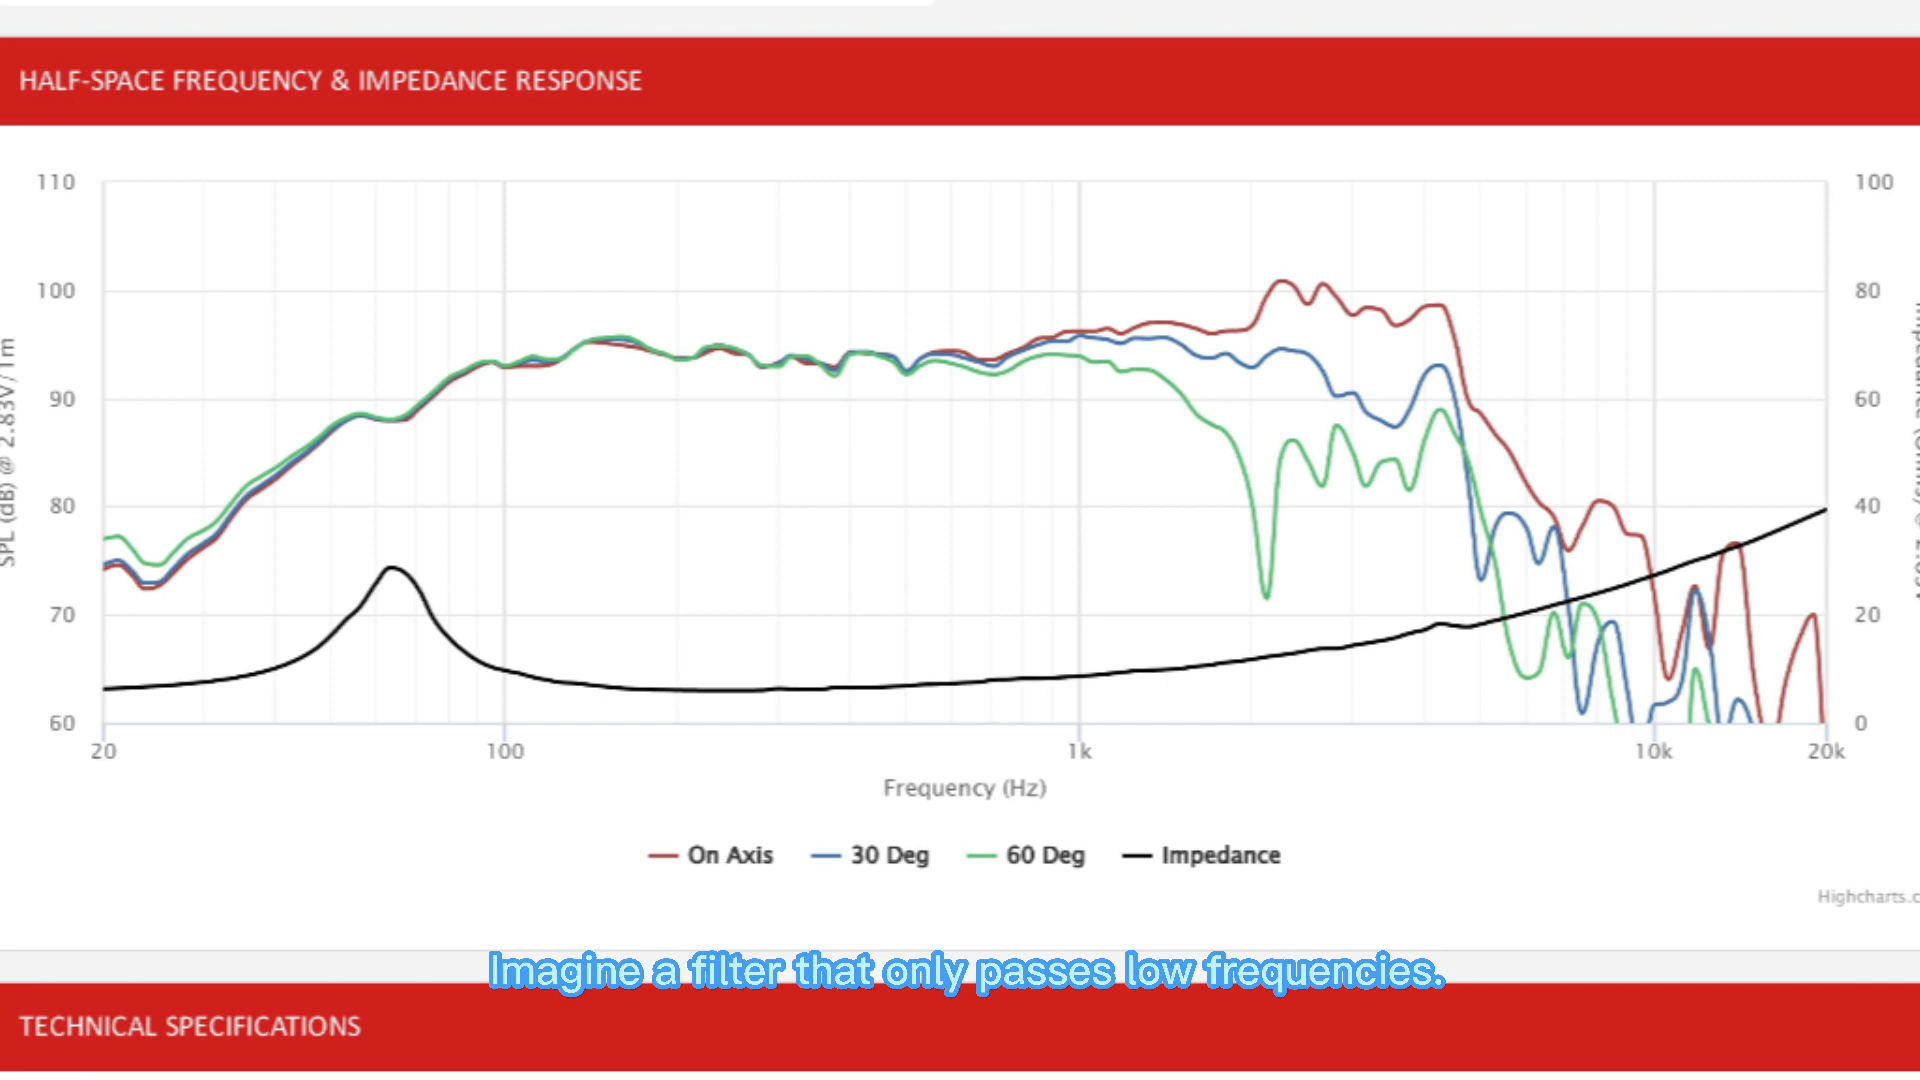 HALF-SPACE FREQUENCY & IMPEDANCE RESPONSE
110
100
90
80
70
60
SPL (dB) @ 2.83V/1m
100
80
60
40
20
0
20
100
1k
10k
20k
Frequency (Hz)
On Axis
30 Deg
60 Deg
Impedance
Highcharts.c
Imagine a filter that only passes low frequencies.
TECHNICAL SPECIFICATIONS